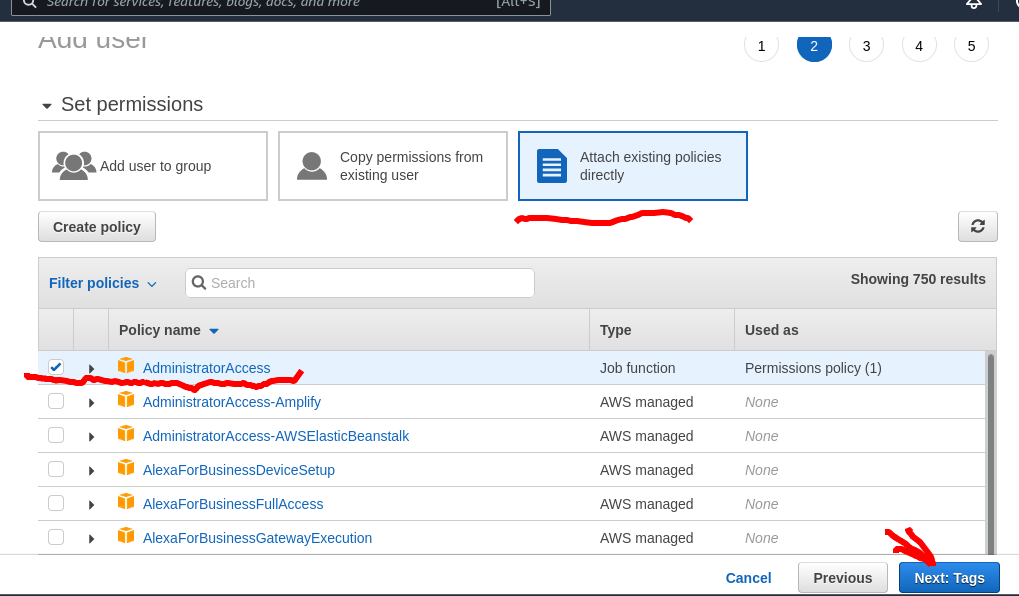 Search for services, features, blogs, docs, and more [Alt+S]
Add user
1 2 3 4 5
Set permissions
Add user to group
Copy permissions from existing user
Attach existing policies directly
Create policy
Filter policies Search Showing 750 results
Policy name Type Used as
AdministratorAccess Job function Permissions policy (1)
AdministratorAccess-Amplify AWS managed None
AdministratorAccess-AWSElasticBeanstalk AWS managed None
AlexaForBusinessDeviceSetup AWS managed None
AlexaForBusinessFullAccess AWS managed None
AlexaForBusinessGatewayExecution AWS managed None
Cancel Previous Next: Tags